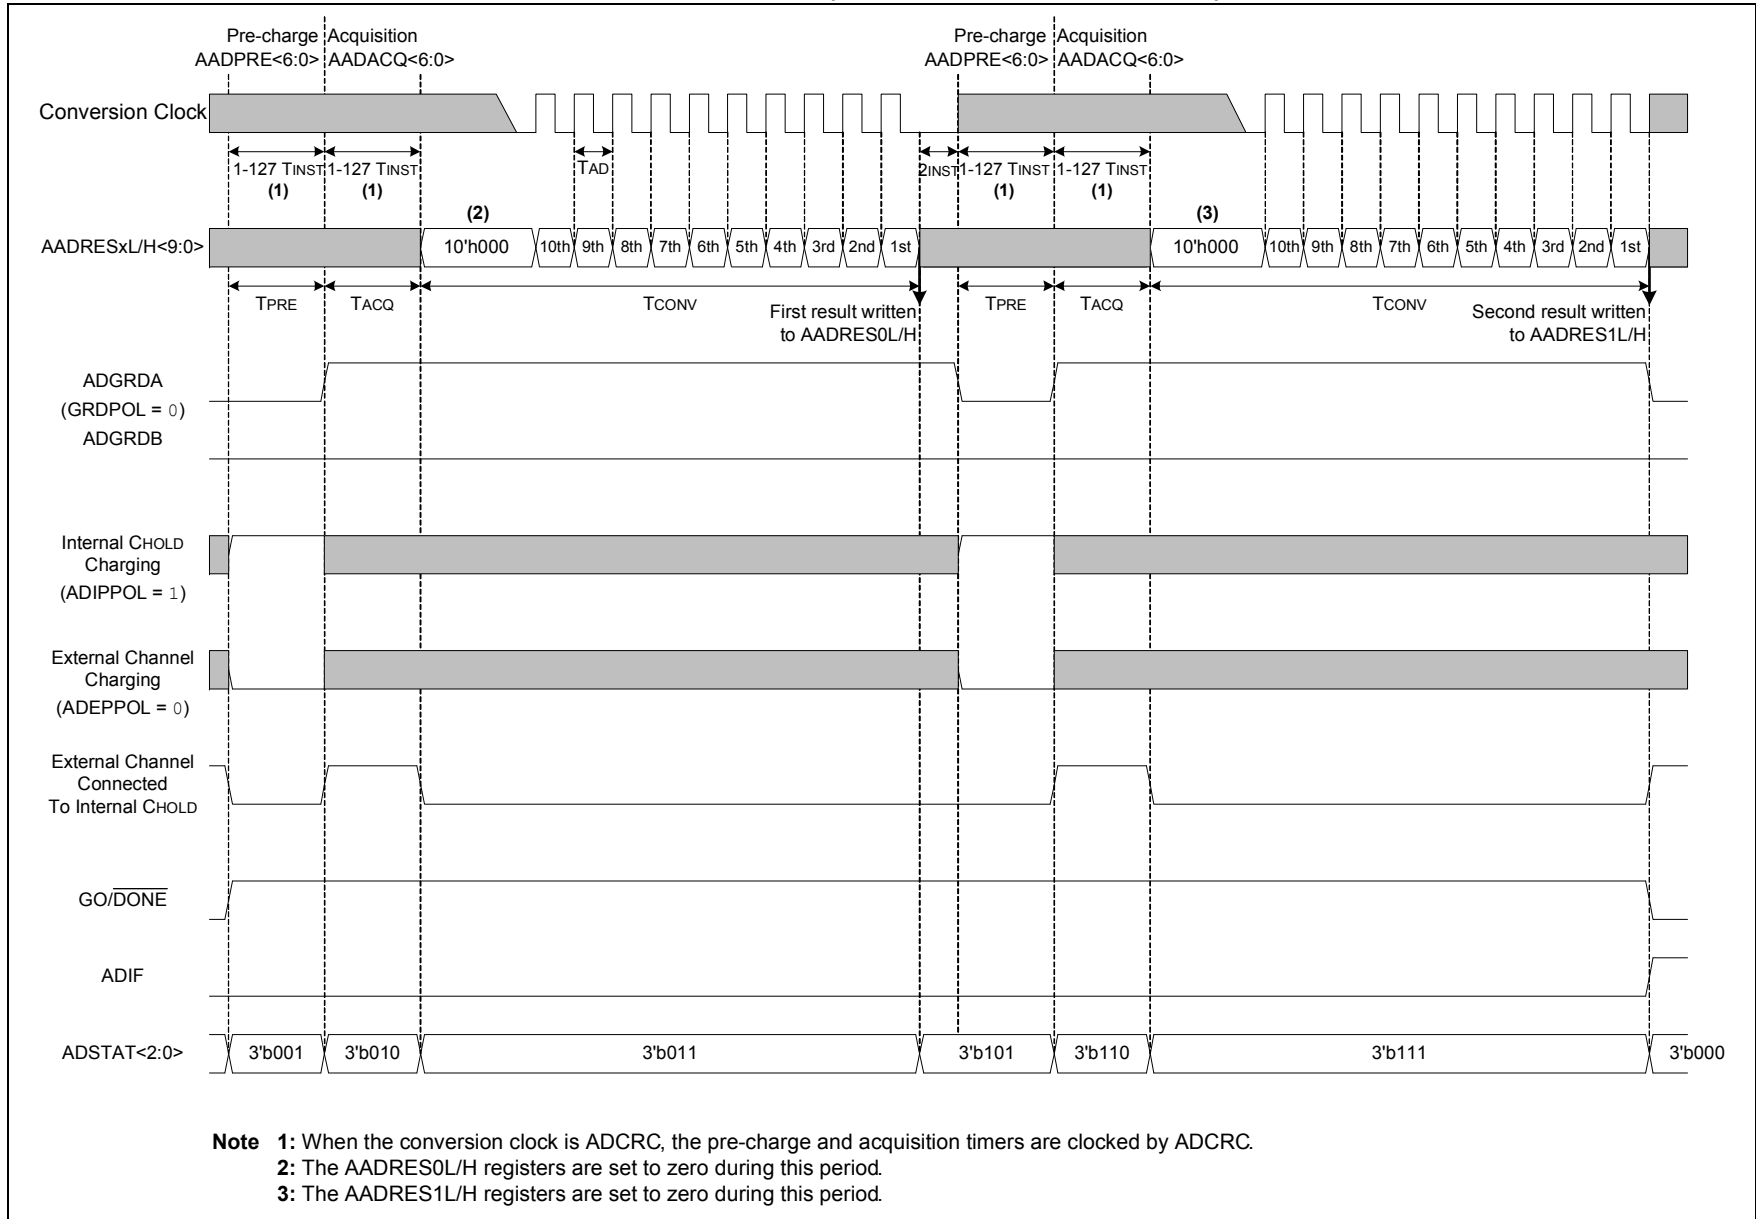 Pre-charge Acquisition Pre-charge Acquisition
AADPRE<6:0> AADACQ<6:0> AADPRE<6:0> AADACQ<6:0>
Conversion Clock
1-127 TINST 1-127 TINST TAD 2INST 1-127 TINST 1-127 TINST
(1) (1) (1) (1)
(2) (3)
AADRESxL/H<9:0> 10'h000 10th 9th 8th 7th 6th 5th 4th 3rd 2nd 1st 10'h000 10th 9th 8th 7th 6th 5th 4th 3rd 2nd 1st
TPRE TACQ TCONV TPRE TACQ TCONV
First result written
to AADRES0L/H
Second result written
to AADRES1L/H
ADGRDA
(GRDPOL = 0)
ADGRDB
Internal CHOLD
Charging
(ADIPPOL = 1)
External Channel
Charging
(ADEPPOL = 0)
External Channel
Connected
To Internal CHOLD
GO/DONE
ADIF
ADSTAT<2:0> 3'b001 3'b010 3'b011 3'b101 3'b110 3'b111 3'b000
Note 1: When the conversion clock is ADCRC, the pre-charge and acquisition timers are clocked by ADCRC.
2: The AADRES0L/H registers are set to zero during this period.
3: The AADRES1L/H registers are set to zero during this period.